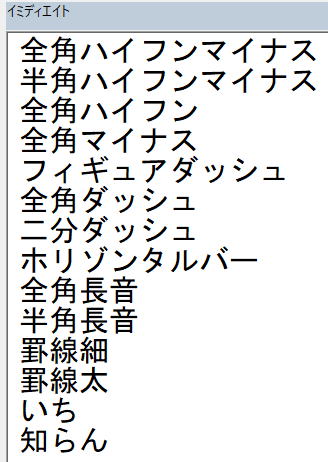 イミディエイト
全角ハイフンマイナス
半角ハイフンマイナス
全角ハイフン
全角マイナス
フィギュアダッシュ
全角ダッシュ
二分ダッシュ
ホリゾンタルバー
全角長音
半角長音
罫線細
罫線太
いち
知らん